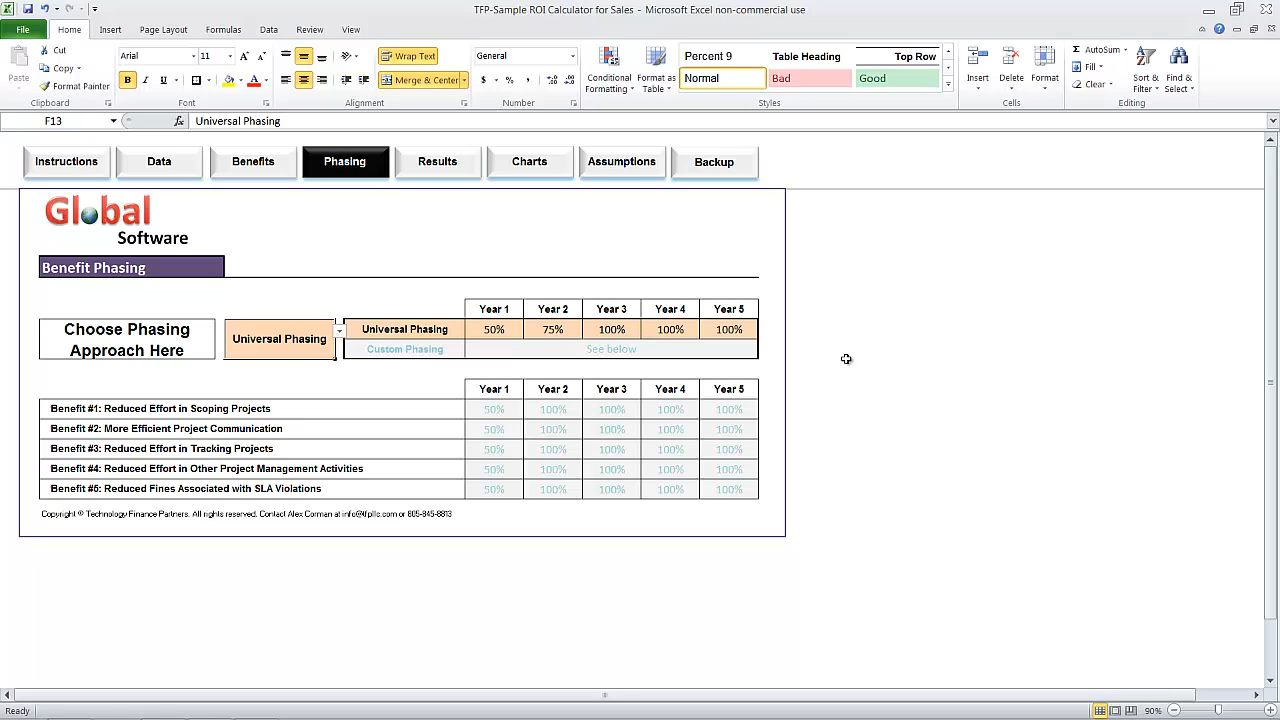 TFP-Sample ROI Calculator for Sales - Microsoft Excel non-commercial use
File Home Insert Page Layout Formulas Data Review View
Paste Cut Copy Format Painter Clipboard
Arial 11 B I U Font
Wrap Text Merge & Center Alignment
General $ % , Number
Conditional Formatting Format as Table
Percent 9 Table Heading Top Row
Normal Bad Good
Styles
Insert Delete Format Cells
AutoSum Fill Clear Sort & Filter Find & Select Editing
F13 fx Universal Phasing
Instructions Data Benefits Phasing Results Charts Assumptions Backup
Global
Software
Benefit Phasing
Year 1 Year 2 Year 3 Year 4 Year 5
Choose Phasing Approach Here Universal Phasing
Universal Phasing 50% 75% 100% 100% 100%
Custom Phasing See below
Year 1 Year 2 Year 3 Year 4 Year 5
Benefit #1: Reduced Effort in Scoping Projects 50% 100% 100% 100% 100%
Benefit #2: More Efficient Project Communication 50% 100% 100% 100% 100%
Benefit #3: Reduced Effort in Tracking Projects 50% 100% 100% 100% 100%
Benefit #4: Reduced Effort in Other Project Management Activities 50% 100% 100% 100% 100%
Benefit #5: Reduced Fines Associated with SLA Violations 50% 100% 100% 100% 100%
Copyright © Technology Finance Partners. All rights reserved. Contact Alex Corman at info@tfpllc.com or 805-845-8813
Ready 90%